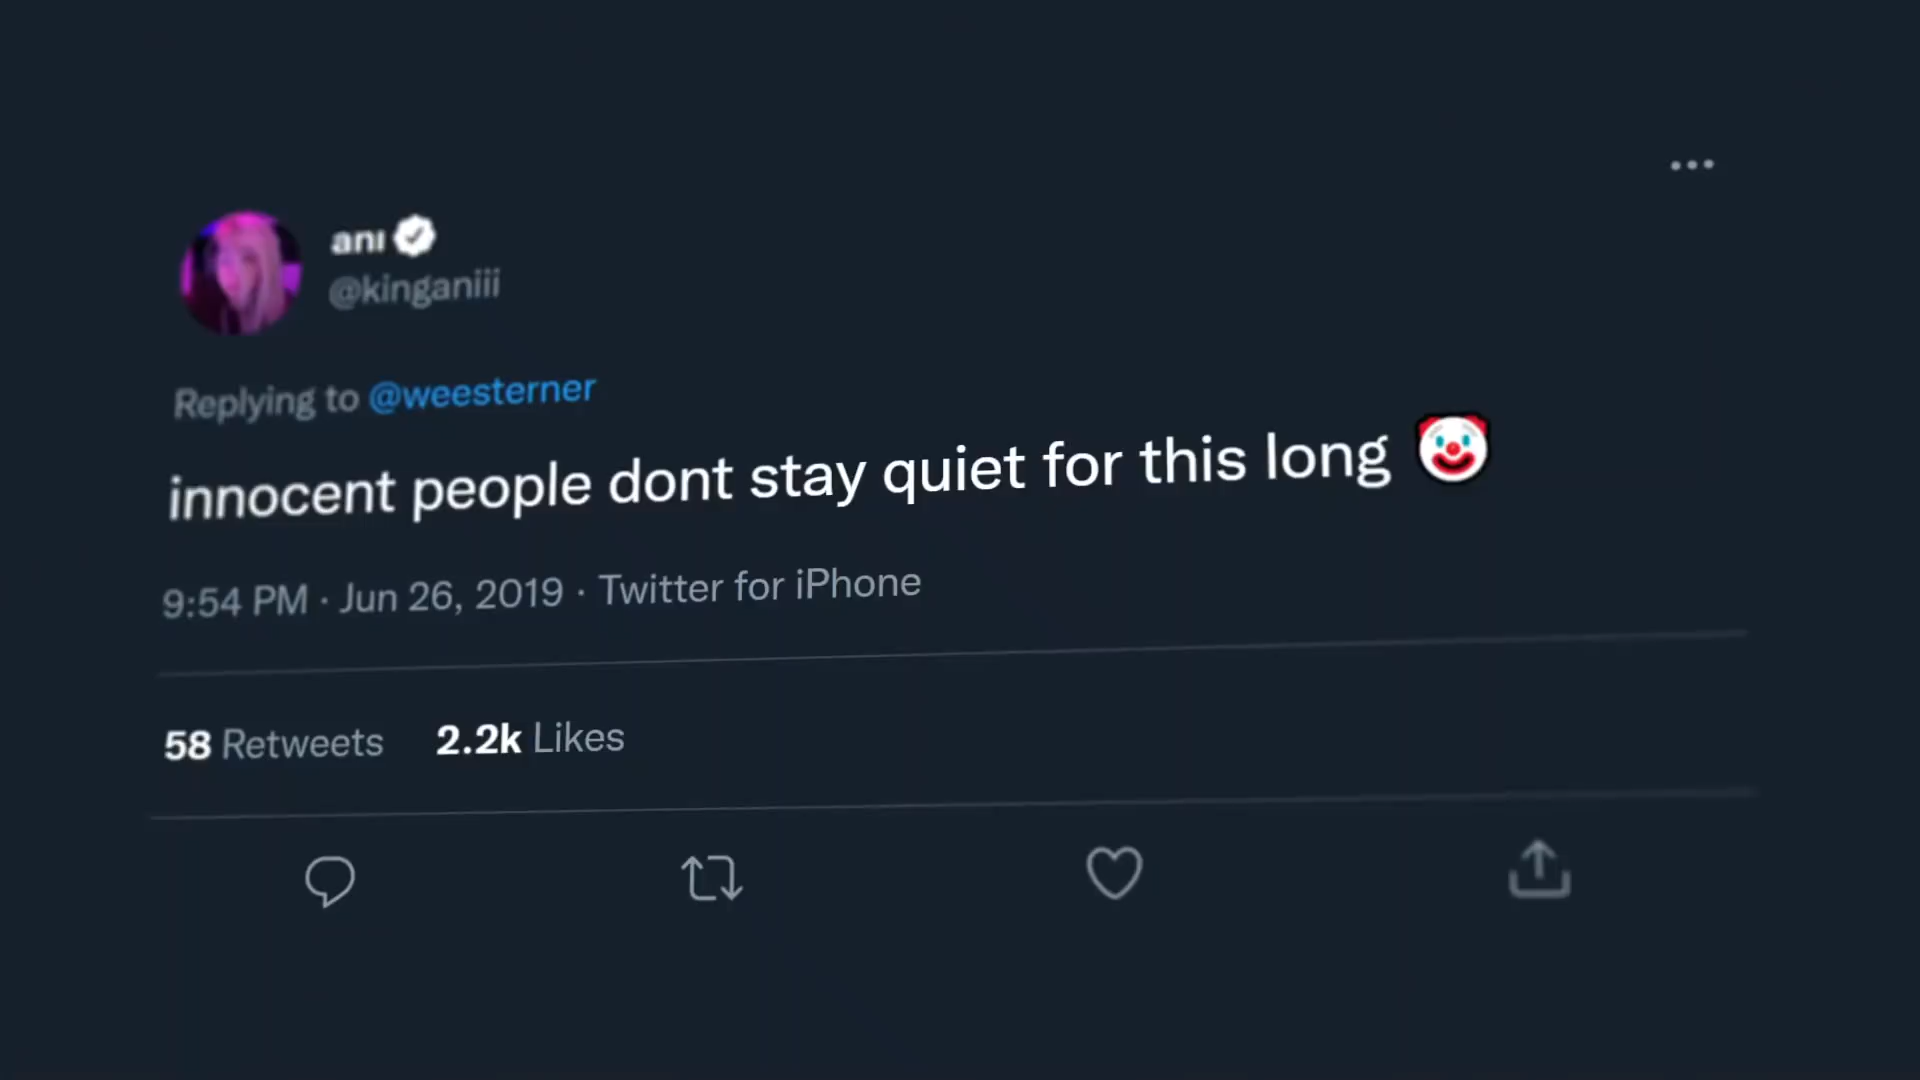 ani
@kinganiii
Replying to @weesterner
innocent people dont stay quiet for this long 🤡
9:54 PM · Jun 26, 2019 · Twitter for iPhone
58 Retweets 2.2k Likes